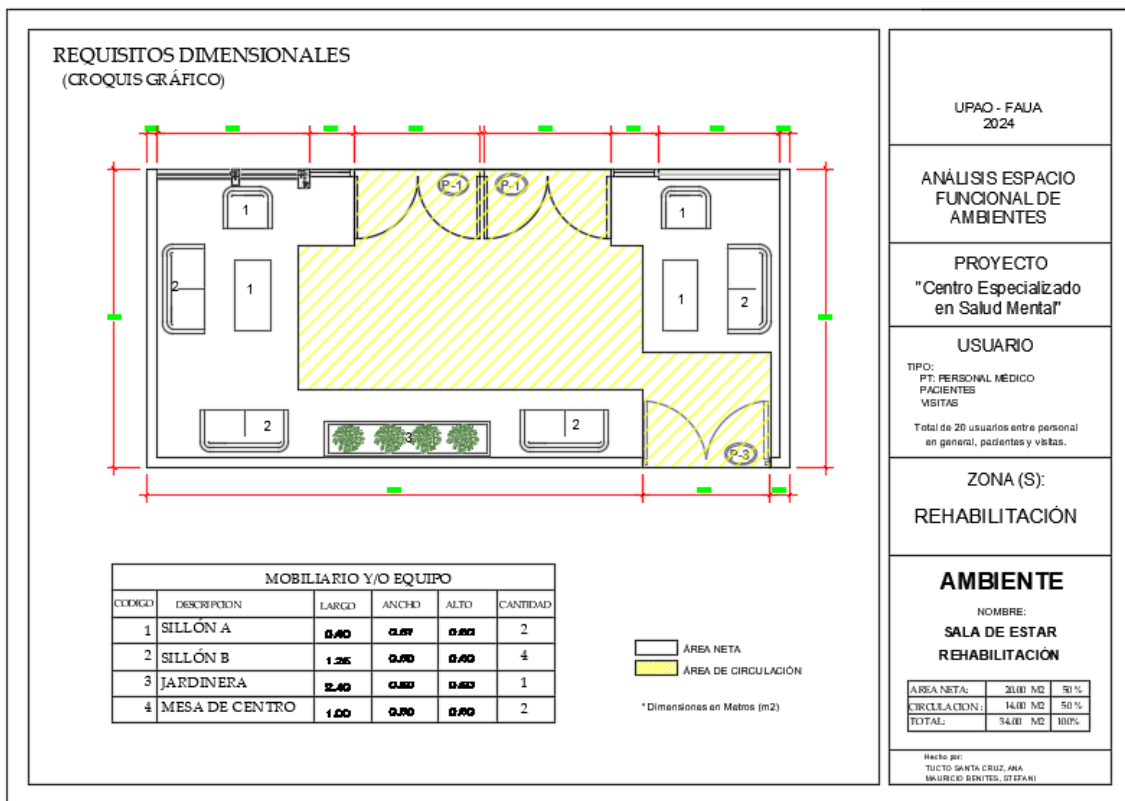 REQUISITOS DIMENSIONALES
(CROQUIS GRÁFICO)
P-1
P-1
1
1
2
1
1
2
2
3
2
P-3
MOBILIARIO Y/O EQUIPO
CODIGO DESCRIPCION LARGO ANCHO ALTO CANTIDAD
1 SILLÓN A 2
2 SILLÓN B 4
3 JARDINERA 2.40 1
4 MESA DE CENTRO 1.00 2
ÁREA NETA
ÁREA DE CIRCULACIÓN
* Dimensiones en Metros (m2)
UPAO - FAUA
2024
ANÁLISIS ESPACIO
FUNCIONAL DE
AMBIENTES
PROYECTO
"Centro Especializado
en Salud Mental"
USUARIO
TIPO:
PT: PERSONAL MÉDICO
PACIENTES
VISITAS
Total de 20 usuarios entre personal
en general, pacientes y visitas.
ZONA (S):
REHABILITACIÓN
AMBIENTE
NOMBRE:
SALA DE ESTAR
REHABILITACIÓN
AREA NETA: 20.00 M2 50 %
CIRCULACION : 14.00 M2 50 %
TOTAL: 34.00 M2 100%
Hecho por:
TUCTO SANTA CRUZ, ANA
MAURICIO BENITES, STEFANI